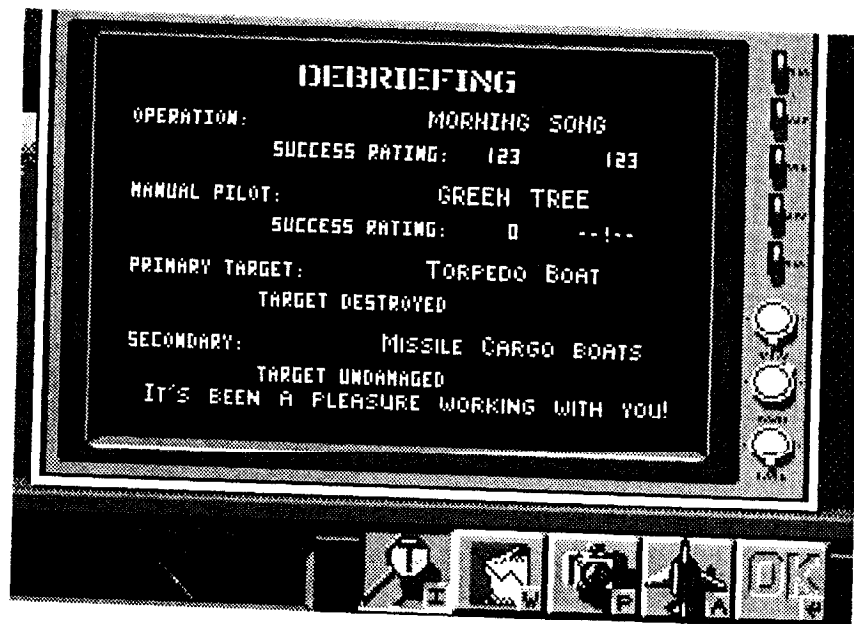 DEBRIEFING
OPERATION: MORNING SONG
SUCCESS RATING: 123 123
MANUAL PILOT: GREEN TREE
SUCCESS RATING: 0 --!--
PRIMARY TARGET: TORPEDO BOAT
TARGET DESTROYED
SECONDARY: MISSILE CARGO BOATS
TARGET UNDAMAGED
IT'S BEEN A PLEASURE WORKING WITH YOU!
I W P A OK